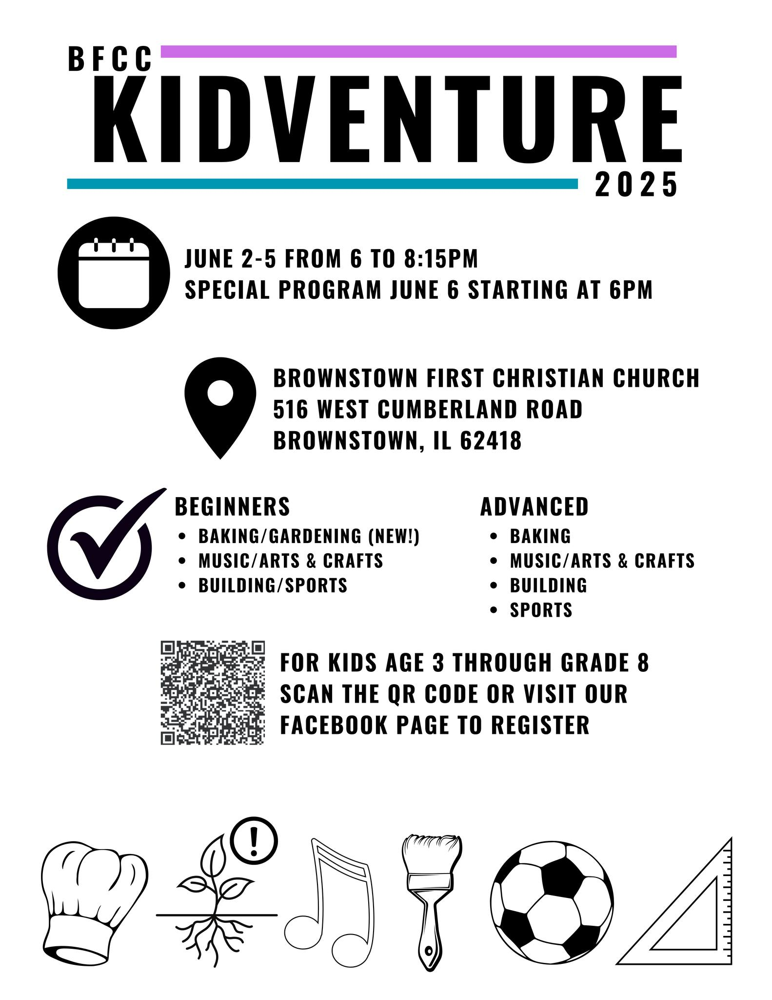 BFCC
KIDVENTURE
2025
JUNE 2-5 FROM 6 TO 8:15PM
SPECIAL PROGRAM JUNE 6 STARTING AT 6PM
BROWNSTOWN FIRST CHRISTIAN CHURCH
516 WEST CUMBERLAND ROAD
BROWNSTOWN, IL 62418
BEGINNERS
• BAKING/GARDENING (NEW!)
• MUSIC/ARTS & CRAFTS
• BUILDING/SPORTS
ADVANCED
• BAKING
• MUSIC/ARTS & CRAFTS
• BUILDING
• SPORTS
FOR KIDS AGE 3 THROUGH GRADE 8
SCAN THE QR CODE OR VISIT OUR
FACEBOOK PAGE TO REGISTER
!